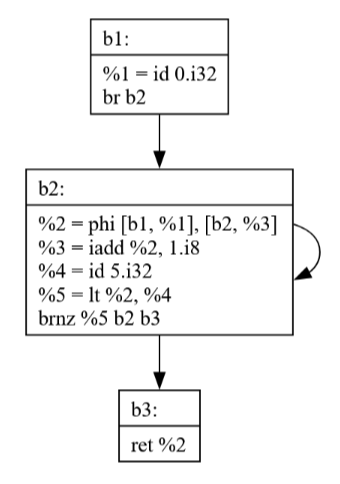 b1:
%1 = id 0.i32
br b2
b2:
%2 = phi [b1, %1], [b2, %3]
%3 = iadd %2, 1.i8
%4 = id 5.i32
%5 = lt %2, %4
brnz %5 b2 b3
b3:
ret %2